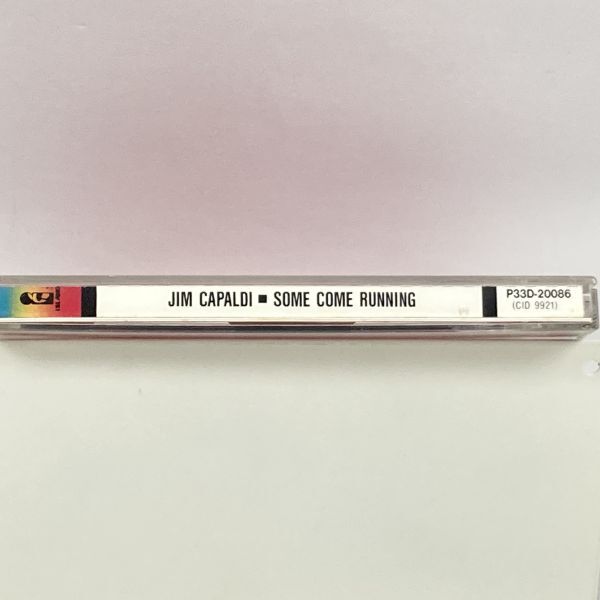 JIM CAPALDI ■ SOME COME RUNNING
P33D-20086
(CID 9921)